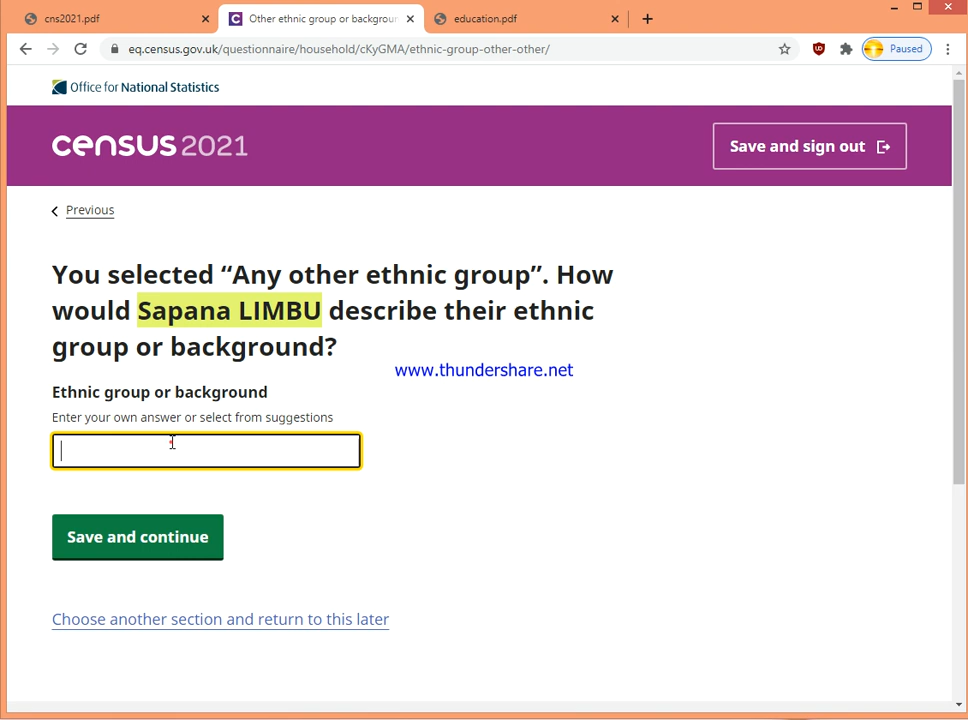 cns2021.pdf
Other ethnic group or backgroun
education.pdf
eq.census.gov.uk/questionnaire/household/cKyGMA/ethnic-group-other-other/
Paused
Office for National Statistics
census 2021
Save and sign out
Previous
You selected “Any other ethnic group”. How
would Sapana LIMBU describe their ethnic
group or background?
www.thundershare.net
Ethnic group or background
Enter your own answer or select from suggestions
Save and continue
Choose another section and return to this later